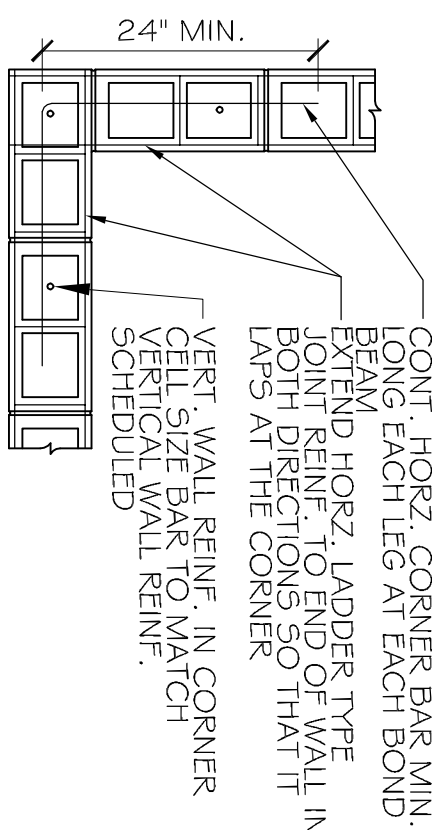 24" MIN.
CONT. HORZ. CORNER BAR MIN.
LONG EACH LEG AT EACH BOND
BEAM
EXTEND HORZ. LADDER TYPE
JOINT REINF. TO END OF WALL IN
BOTH DIRECTIONS SO THAT IT
LAPS AT THE CORNER
VERT. WALL REINF. IN CORNER
CELL SIZE BAR TO MATCH
VERTICAL WALL REINF.
SCHEDULED